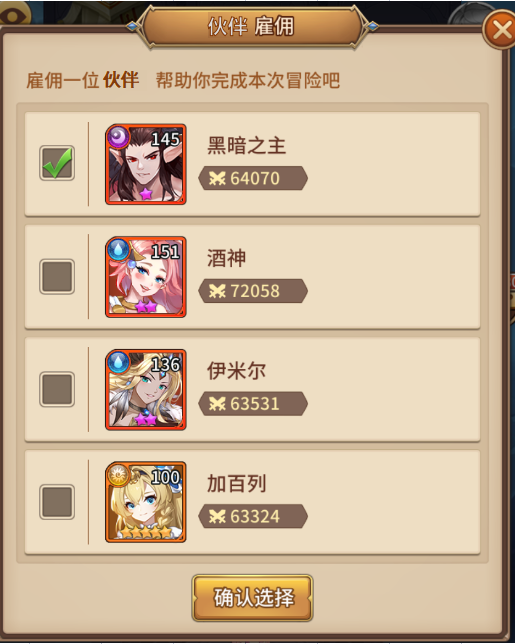 伙伴 雇佣
雇佣一位 伙伴 帮助你完成本次冒险吧
145
黑暗之主
64070
151
酒神
72058
136
伊米尔
63531
100
加百列
63324
确认选择